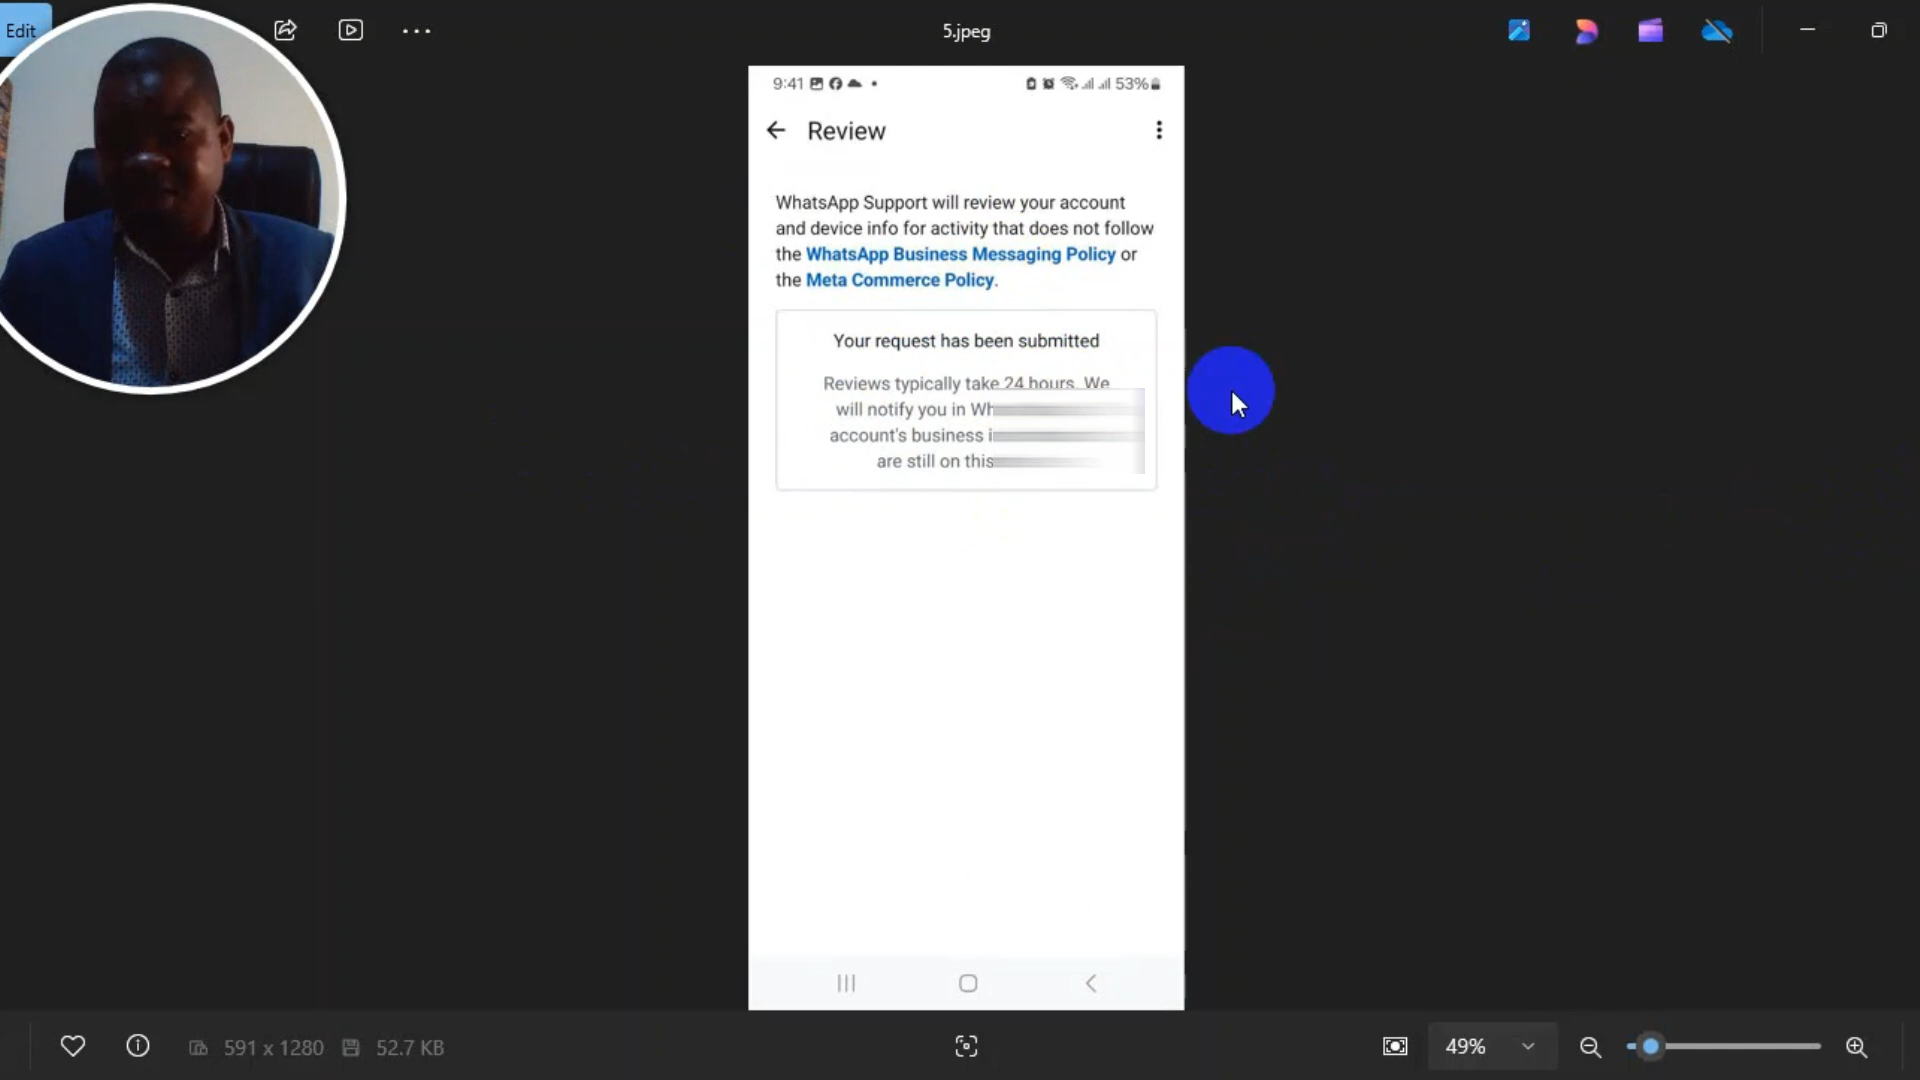 Edit
5.jpeg
9:41
53%
Review
WhatsApp Support will review your account
and device info for activity that does not follow
the WhatsApp Business Messaging Policy or
the Meta Commerce Policy.
Your request has been submitted
Reviews typically take 24 hours. We
will notify you in Wh
account's business i
are still on this
591 x 1280
52.7 KB
49%